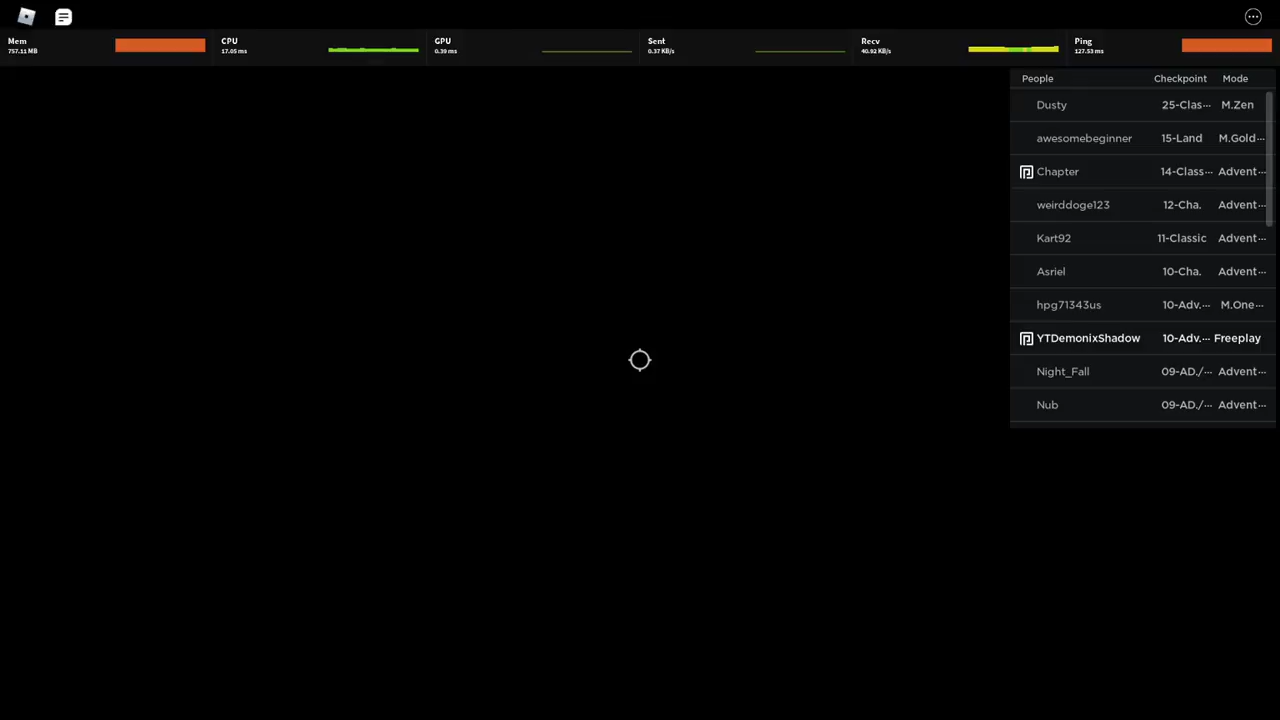 Mem CPU GPU Sent Recv Ping
757.11 MB 17.05 ms 0.39 ms 0.37 KB/s 40.92 KB/s 127.53 ms
People Checkpoint Mode
Dusty 25-Clas··· M.Zen
awesomebeginner 15-Land M.Gold···
Chapter 14-Class··· Advent···
weirddoge123 12-Cha. Advent···
Kart92 11-Classic Advent···
Asriel 10-Cha. Advent···
hpg71343us 10-Adv.··· M.One···
YTDemonixShadow 10-Adv.··· Freeplay
Night_Fall 09-AD./··· Advent···
Nub 09-AD./··· Advent···